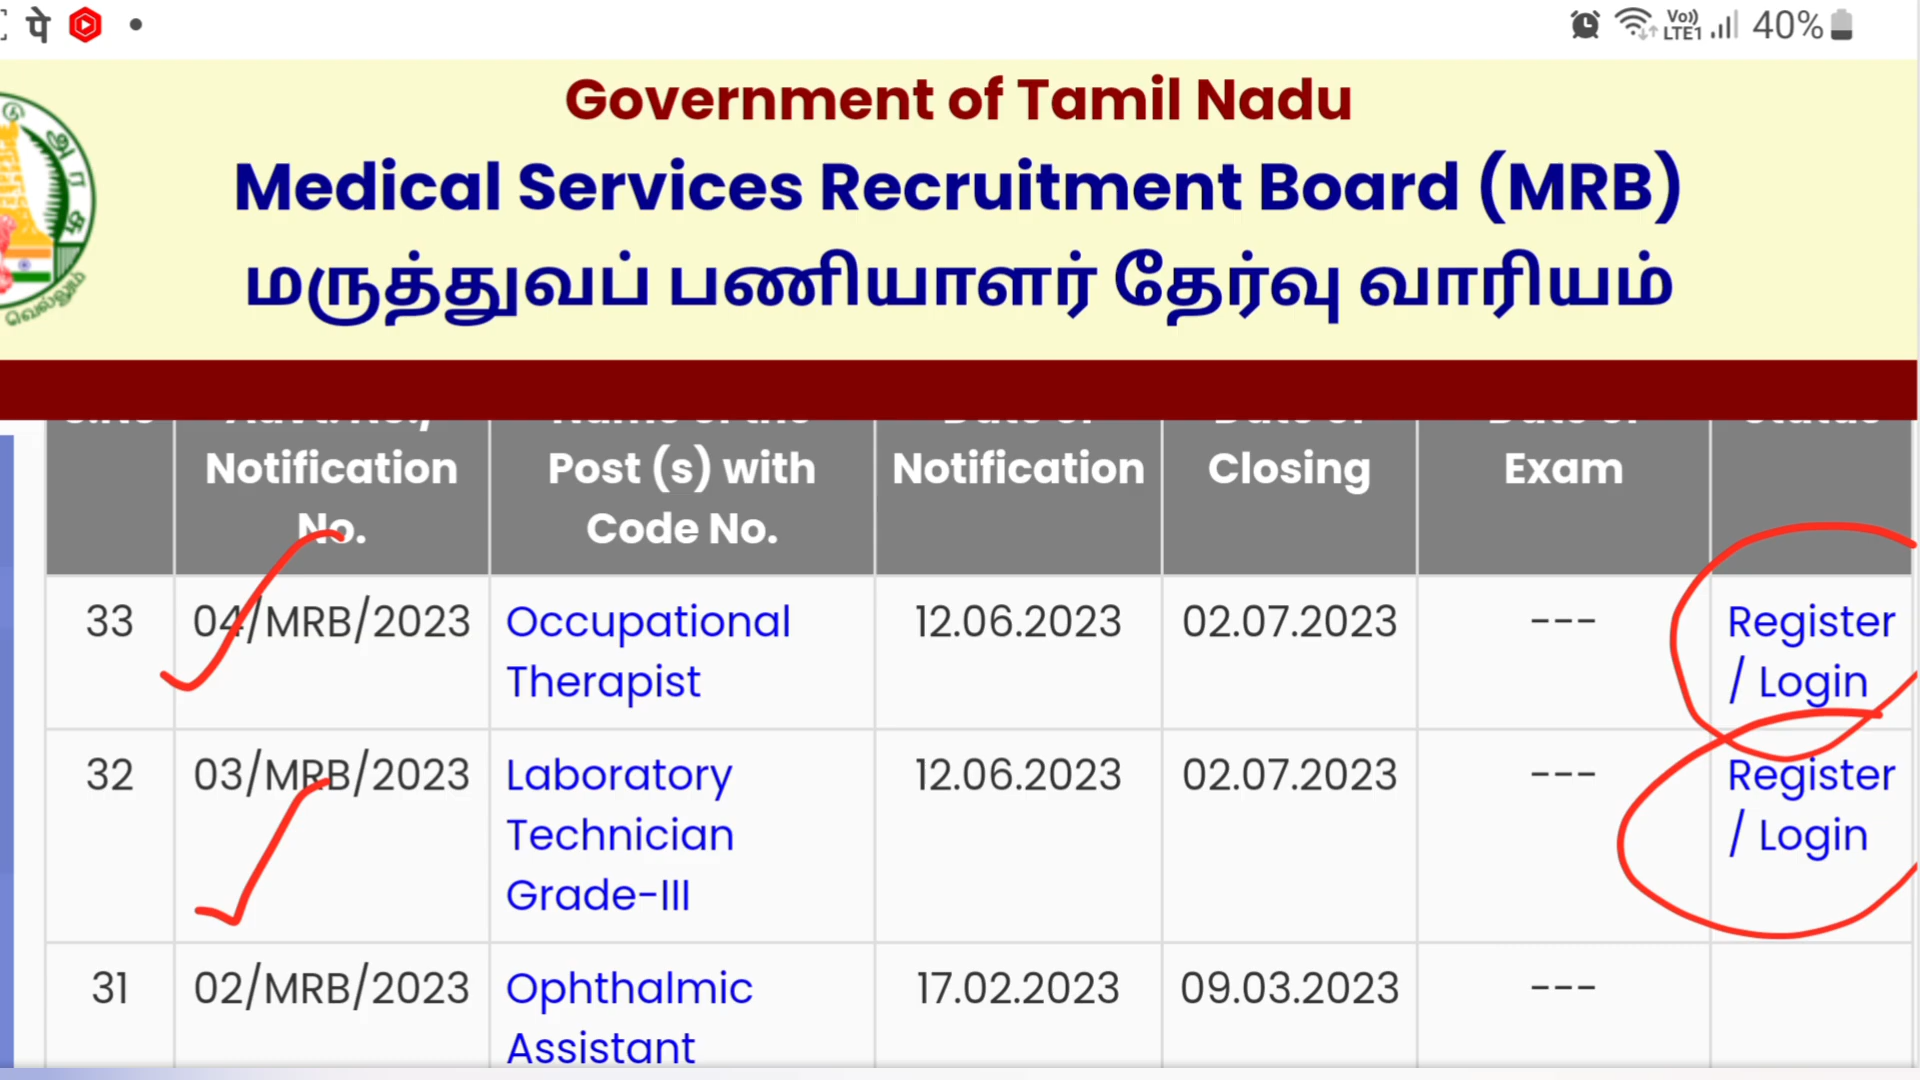 पे
Vo)) LTE1 40%
Government of Tamil Nadu
Medical Services Recruitment Board (MRB)
மருத்துவப் பணியாளர் தேர்வு வாரியம்
வெல்லும்
Notification No.
Post (s) with Code No.
Notification
Closing
Exam
33 04/MRB/2023 Occupational Therapist 12.06.2023 02.07.2023 --- Register / Login
32 03/MRB/2023 Laboratory Technician Grade-III 12.06.2023 02.07.2023 --- Register / Login
31 02/MRB/2023 Ophthalmic Assistant 17.02.2023 09.03.2023 ---